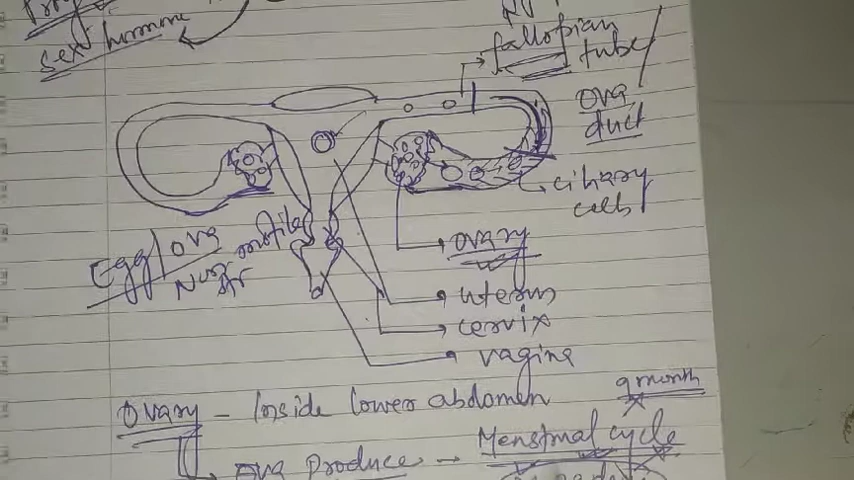 Sex hormone
fallopian
tube
Ova
duct
ciliary
cells
Egg/ova
Non motile
ovary
uterus
cervix
vagina
Ovary - Inside lower abdomen
9 month
Ova Produce → Menstrual cycle